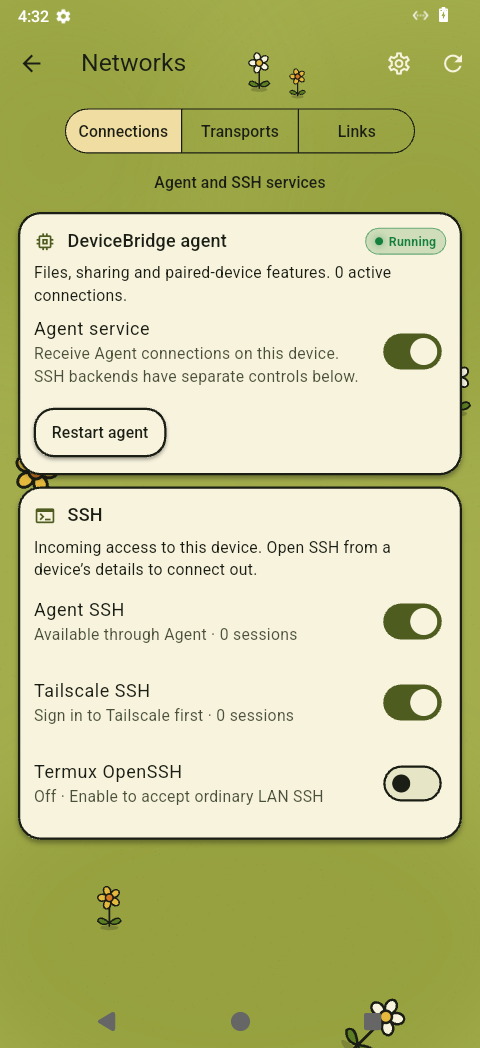 4:32
Networks
Connections
Transports
Links
Agent and SSH services
DeviceBridge agent
Running
Files, sharing and paired-device features. 0 active
connections.
Agent service
Receive Agent connections on this device.
SSH backends have separate controls below.
Restart agent
SSH
Incoming access to this device. Open SSH from a
device’s details to connect out.
Agent SSH
Available through Agent · 0 sessions
Tailscale SSH
Sign in to Tailscale first · 0 sessions
Termux OpenSSH
Off · Enable to accept ordinary LAN SSH